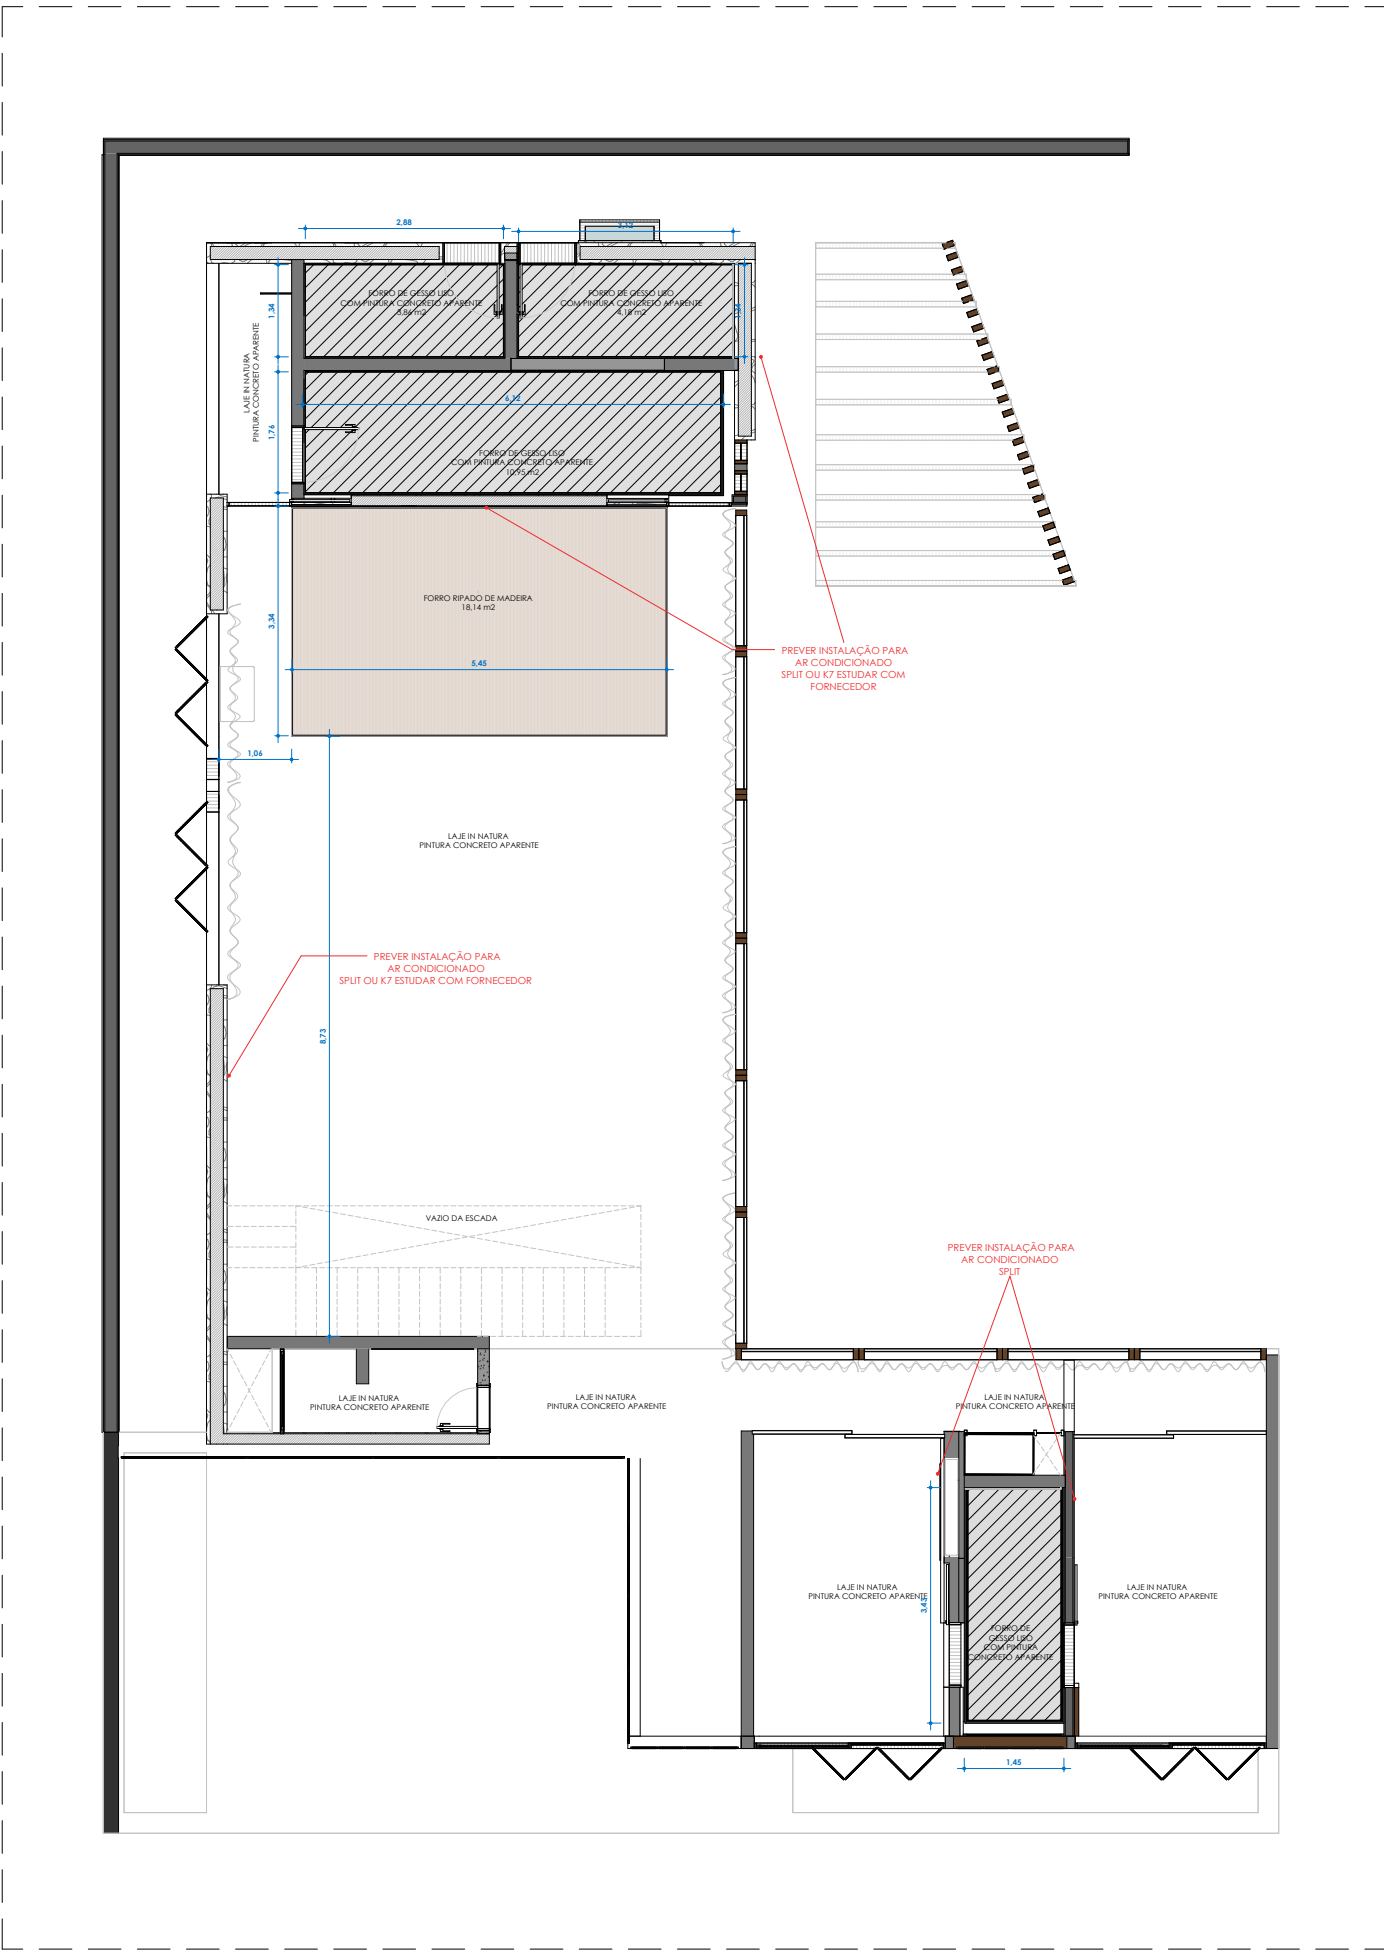 2,88
3,12
FORRO DE GESSO LISO
COM PINTURA CONCRETO APARENTE
3,86 m2
FORRO DE GESSO LISO
COM PINTURA CONCRETO APARENTE
4,18 m2
1,34
1,34
LAJE IN NATURA
PINTURA CONCRETO APARENTE
6,12
1,76
FORRO DE GESSO LISO
COM PINTURA CONCRETO APARENTE
10,95 m2
FORRO RIPADO DE MADEIRA
18,14 m2
3,34
5,45
PREVER INSTALAÇÃO PARA
AR CONDICIONADO
SPLIT OU K7 ESTUDAR COM
FORNECEDOR
1,06
LAJE IN NATURA
PINTURA CONCRETO APARENTE
PREVER INSTALAÇÃO PARA
AR CONDICIONADO
SPLIT OU K7 ESTUDAR COM FORNECEDOR
8,73
VAZIO DA ESCADA
PREVER INSTALAÇÃO PARA
AR CONDICIONADO
SPLIT
LAJE IN NATURA
PINTURA CONCRETO APARENTE
LAJE IN NATURA
PINTURA CONCRETO APARENTE
LAJE IN NATURA
PINTURA CONCRETO APARENTE
LAJE IN NATURA
PINTURA CONCRETO APARENTE
LAJE IN NATURA
PINTURA CONCRETO APARENTE
FORRO DE
GESSO LISO
COM PINTURA
CONCRETO APARENTE
1,45